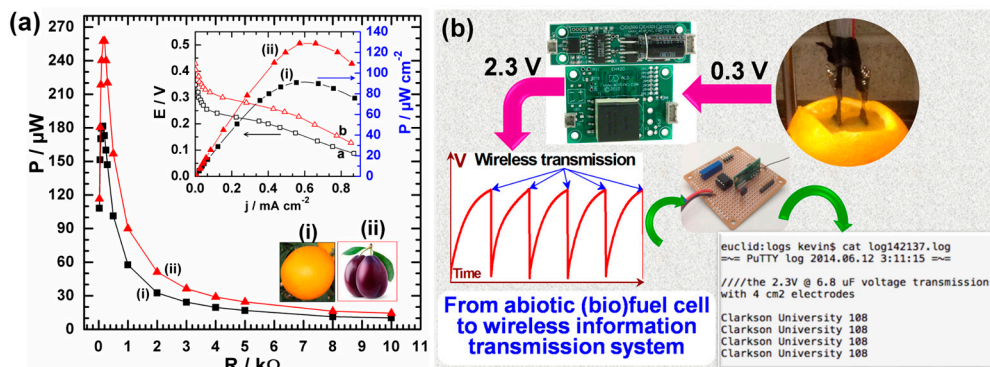 (a)
270
240
210
180
150
120
90
60
30
0
P / µW
0 1 2 3 4 5 6 7 8 9 10 11
R / kΩ
(ii)
(i)
0.5
0.4
0.3
0.2
0.1
0.0
E / V
0.0 0.2 0.4 0.6 0.8
j / mA cm-2
140
120
100
80
60
40
20
0
P / µW cm-2
(ii)
(i)
b
a
(i)
(ii)
(b)
2.3 V
0.3 V
V
Wireless transmission
Time
From abiotic (bio)fuel cell
to wireless information
transmission system
euclid:logs kevin$ cat log142137.log
=~= PuTTY log 2014.06.12 3:11:15 =~=
////the 2.3V @ 6.8 uF voltage transmission
with 4 cm2 electrodes
Clarkson University 108
Clarkson University 108
Clarkson University 108
Clarkson University 108